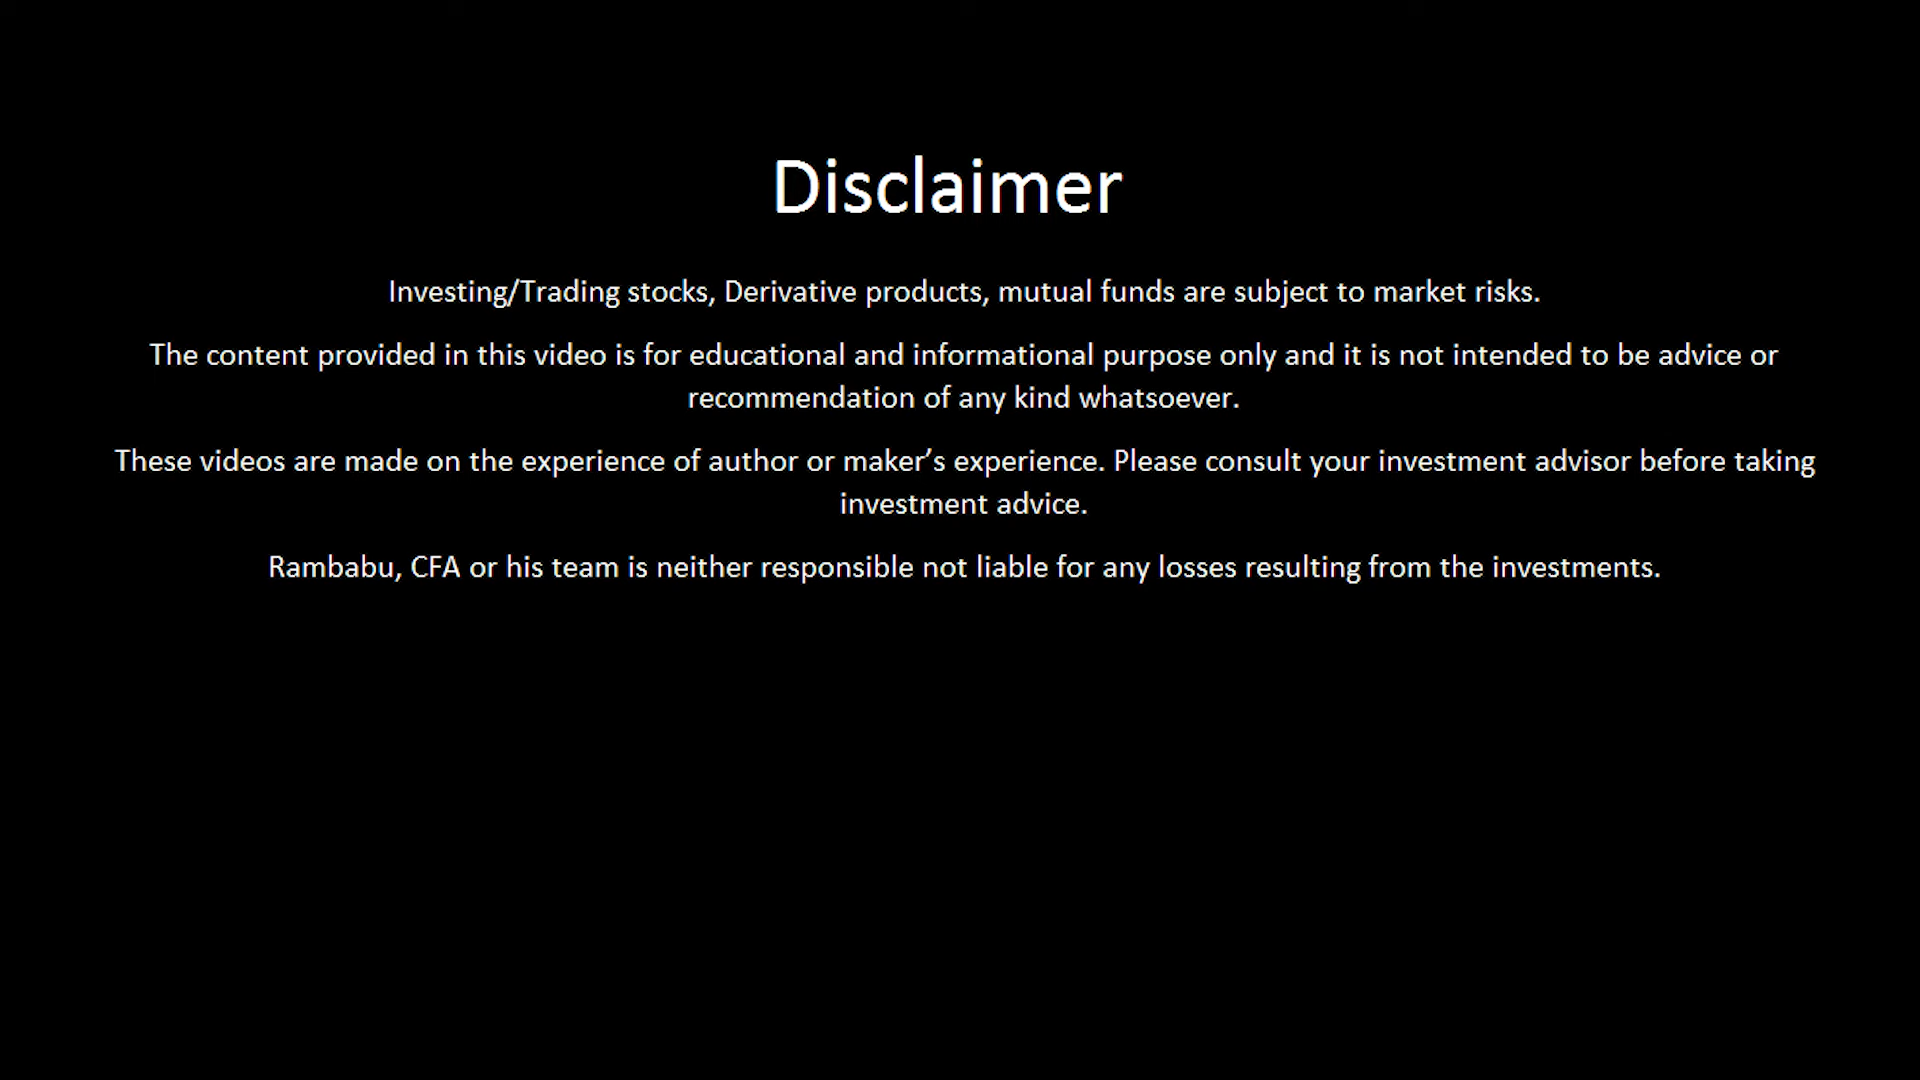 Disclaimer
Investing/Trading stocks, Derivative products, mutual funds are subject to market risks.
The content provided in this video is for educational and informational purpose only and it is not intended to be advice or
recommendation of any kind whatsoever.
These videos are made on the experience of author or maker’s experience. Please consult your investment advisor before taking
investment advice.
Rambabu, CFA or his team is neither responsible not liable for any losses resulting from the investments.